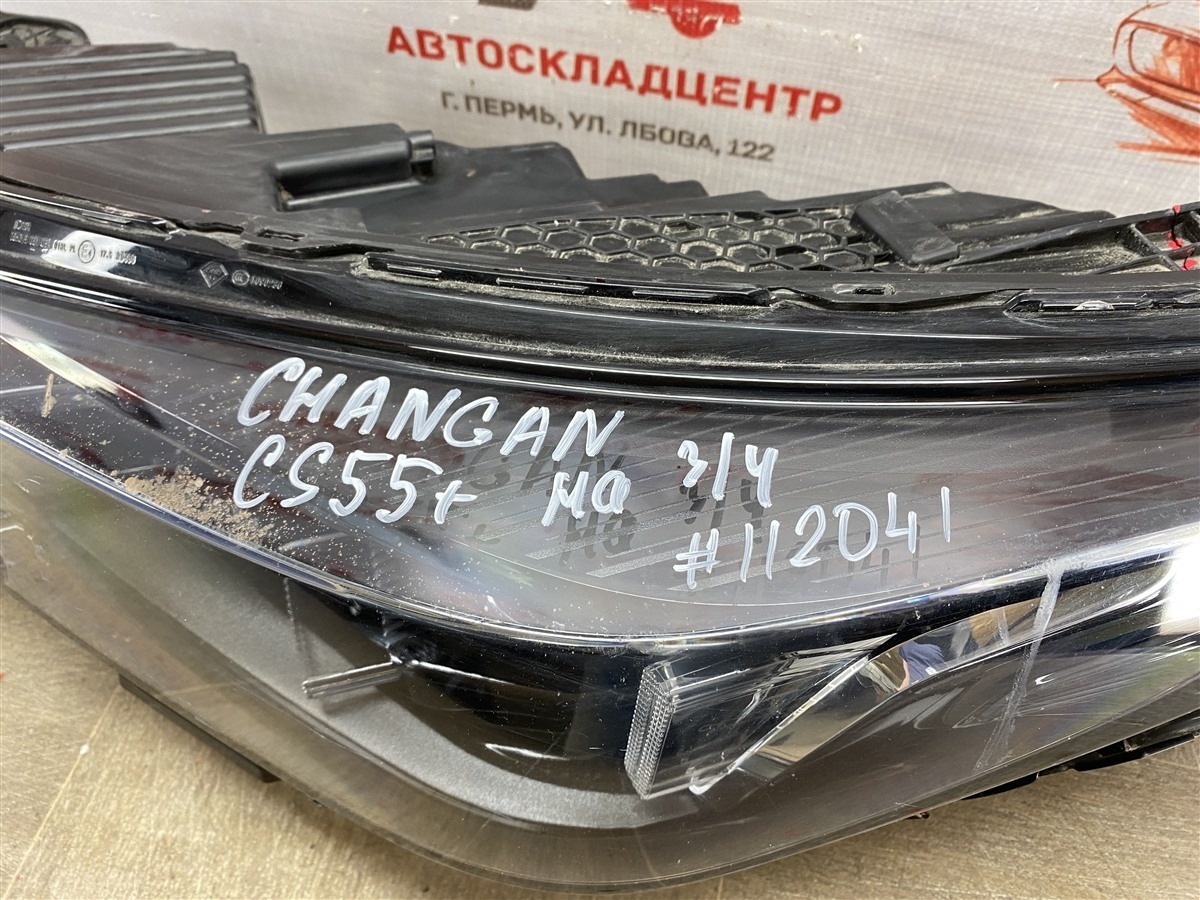 АВТОСКЛАДЦЕНТР
Г. ПЕРМЬ, УЛ. ЛБОВА, 122
CHANGAN
CS55+ на з/ч
#112041